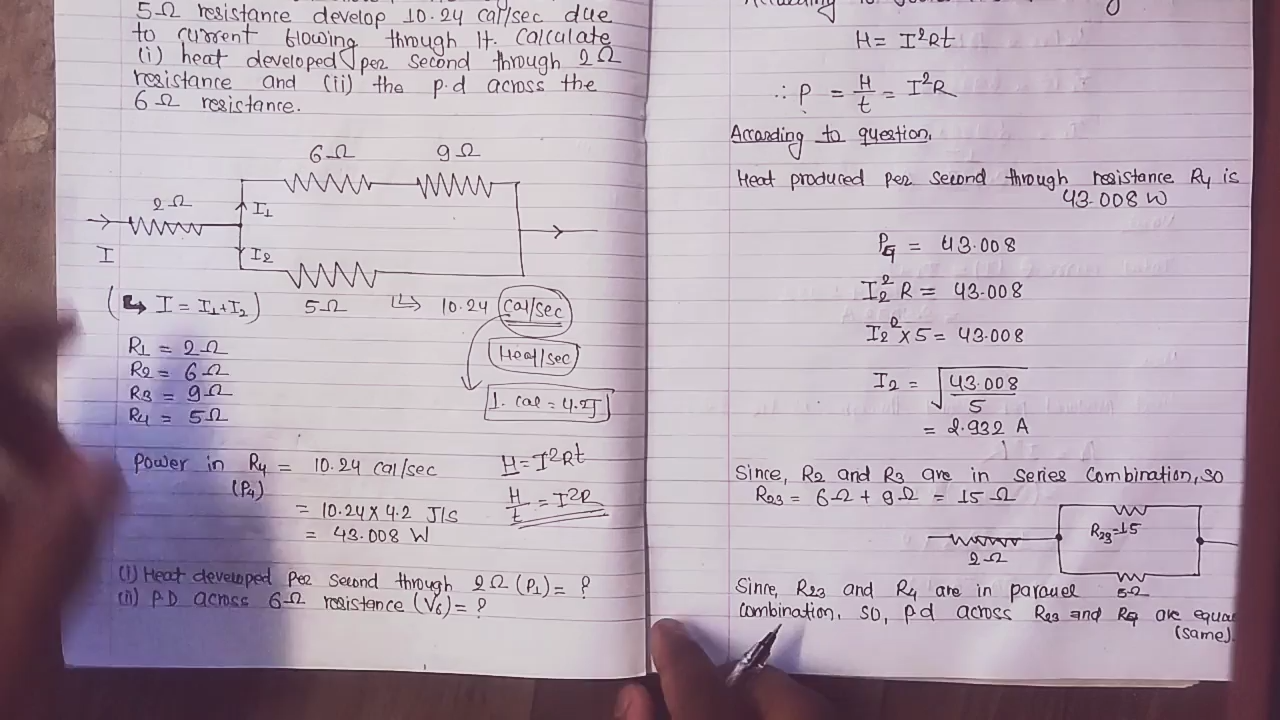 5Ω resistance develop 10.24 cal/sec due
to current flowing through it. Calculate
(i) heat developed per second through 2Ω
resistance and (ii) the p.d across the
6Ω resistance.
6Ω 9Ω
2Ω
I₁
I
I₂
(↳ I = I₁+I₂) 5Ω ↳ 10.24 cal/sec
Heat/sec
1 cal = 4.2J
R₁ = 2Ω
R₂ = 6Ω
R₃ = 9Ω
R₄ = 5Ω
Power in R₄ = 10.24 cal/sec
(P₄)
= 10.24 × 4.2 J/S
= 43.008 W
H = I²Rt
H/t = I²R
(i) Heat developed per second through 2Ω (P₁) = ?
(ii) PD across 6Ω resistance (V₆) = ?
H = I²Rt
∴ P = H/t = I²R
According to question,
Heat produced per second through resistance R₄ is
43.008 W
P₄ = 43.008
I₂² R = 43.008
I₂² × 5 = 43.008
I₂ = √(43.008/5)
= 2.932 A
Since, R₂ and R₃ are in series combination, so
R₂₃ = 6Ω + 9Ω = 15Ω
R₂₃=15
2Ω
5Ω
Since, R₂₃ and R₄ are in parallel
combination, so, pd across R₂₃ and R₄ are equal
(same).